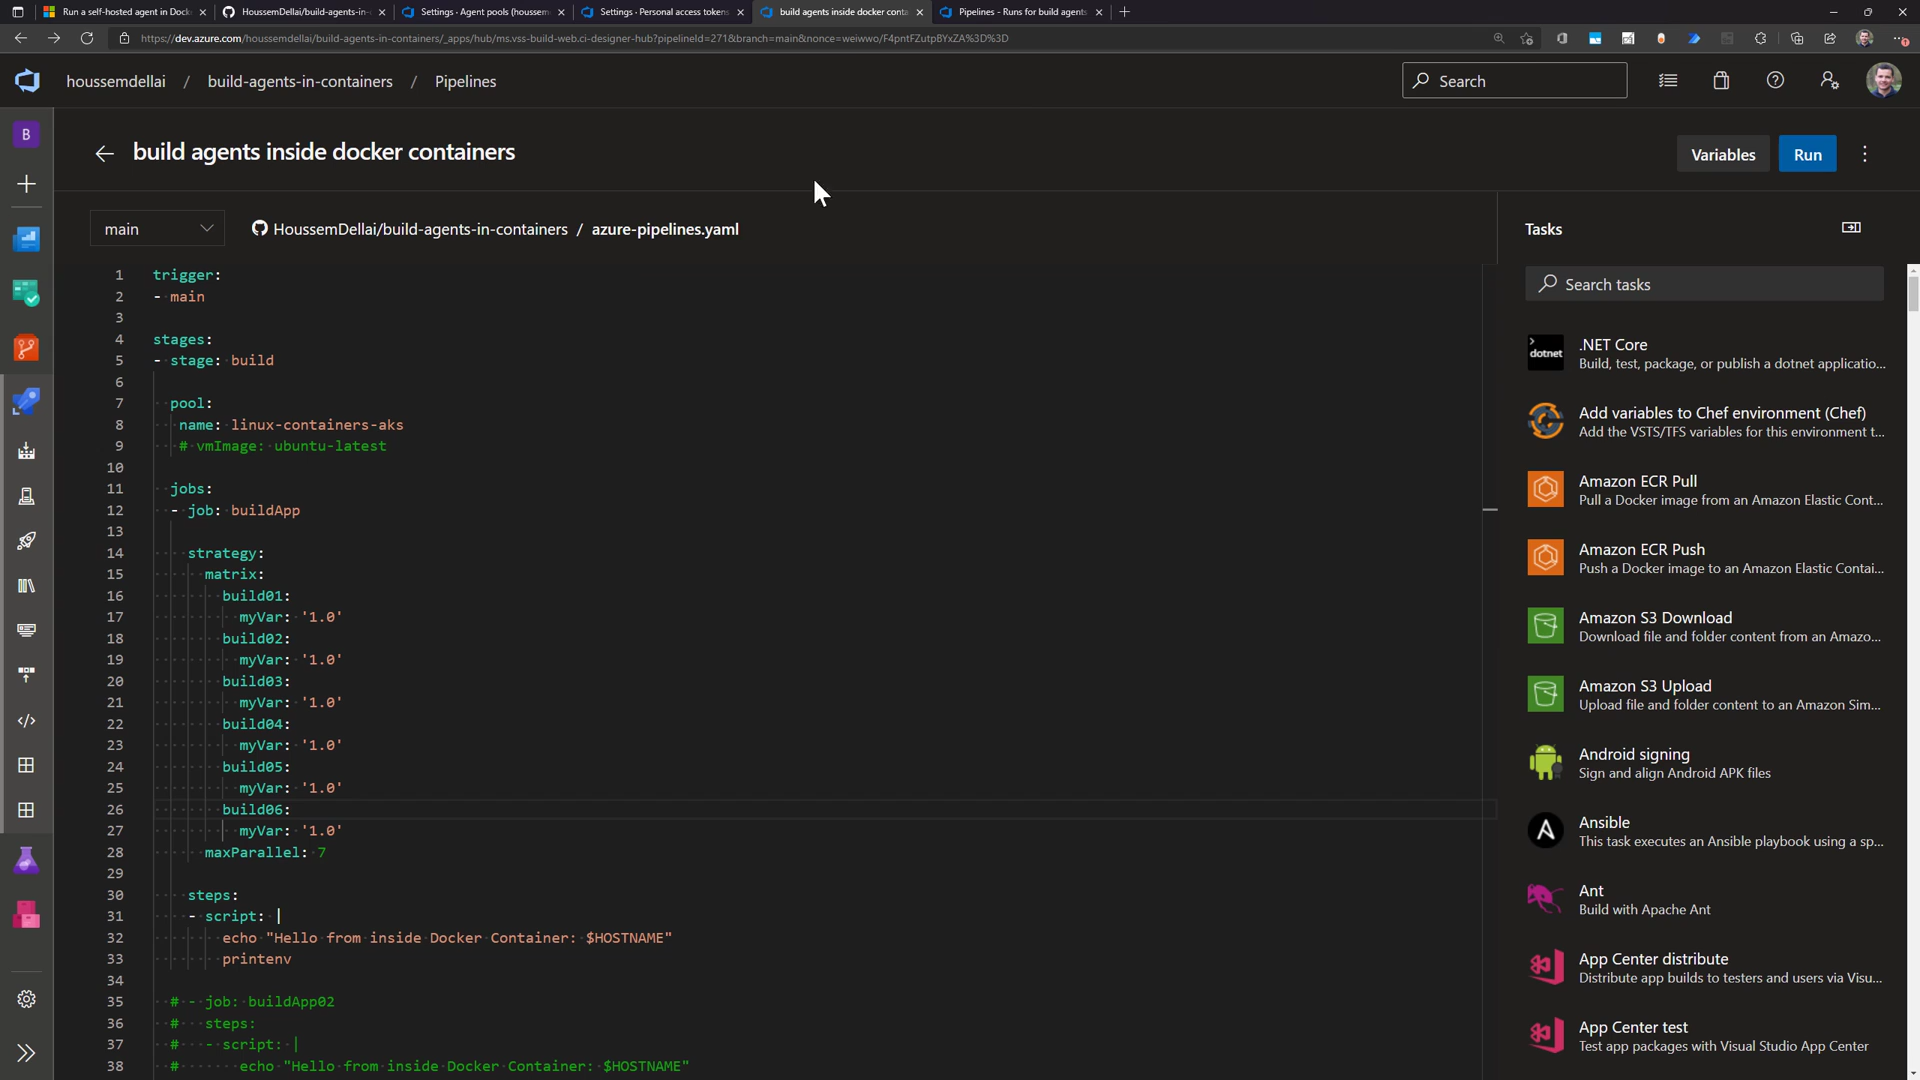 Run a self-hosted agent in Dock
HoussemDellai/build-agents-in-
Settings - Agent pools (houssem
Settings - Personal access tokens
build agents inside docker conta
Pipelines - Runs for build agents
https://dev.azure.com/houssemdellai/build-agents-in-containers/_apps/hub/ms.vss-build-web.ci-designer-hub?pipelineId=271&branch=main&nonce=weiwwo/F4pntFZutpBYxZA%3D%3D
houssemdellai / build-agents-in-containers / Pipelines
Search
B
build agents inside docker containers
Variables
Run
main
HoussemDellai/build-agents-in-containers / azure-pipelines.yaml
1 trigger:
2 - main
3
4 stages:
5 - stage: build
6
7 pool:
8 name: linux-containers-aks
9 # vmImage: ubuntu-latest
10
11 jobs:
12 - job: buildApp
13
14 strategy:
15 matrix:
16 build01:
17 myVar: '1.0'
18 build02:
19 myVar: '1.0'
20 build03:
21 myVar: '1.0'
22 build04:
23 myVar: '1.0'
24 build05:
25 myVar: '1.0'
26 build06:
27 myVar: '1.0'
28 maxParallel: 7
29
30 steps:
31 - script: |
32 echo "Hello from inside Docker Container: $HOSTNAME"
33 printenv
34
35 # - job: buildApp02
36 # steps:
37 # - script: |
38 # echo "Hello from inside Docker Container: $HOSTNAME"
Tasks
Search tasks
dotnet
.NET Core
Build, test, package, or publish a dotnet applicatio...
Add variables to Chef environment (Chef)
Add the VSTS/TFS variables for this environment t...
Amazon ECR Pull
Pull a Docker image from an Amazon Elastic Cont...
Amazon ECR Push
Push a Docker image to an Amazon Elastic Contai...
Amazon S3 Download
Download file and folder content from an Amazo...
Amazon S3 Upload
Upload file and folder content to an Amazon Sim...
Android signing
Sign and align Android APK files
Ansible
This task executes an Ansible playbook using a sp...
Ant
Build with Apache Ant
App Center distribute
Distribute app builds to testers and users via Visu...
App Center test
Test app packages with Visual Studio App Center